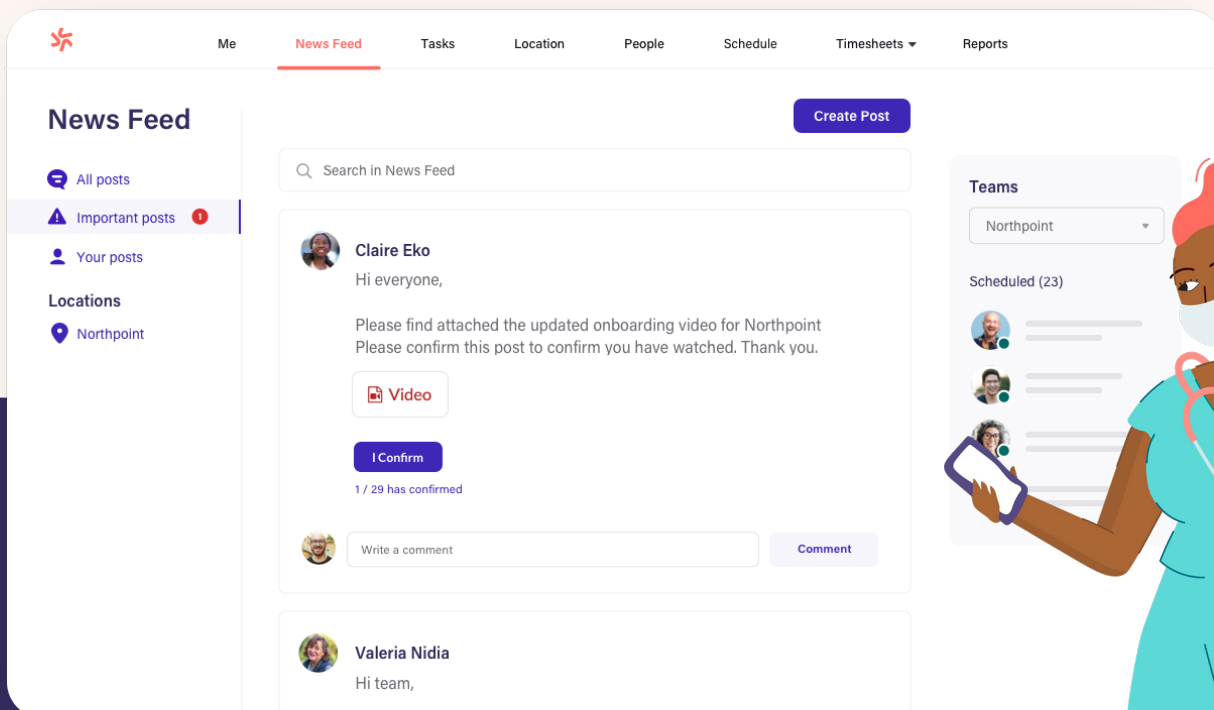 Me
News Feed
Tasks
Location
People
Schedule
Timesheets
Reports
News Feed
All posts
Important posts
1
Your posts
Locations
Northpoint
Create Post
Search in News Feed
Claire Eko
Hi everyone,
Please find attached the updated onboarding video for Northpoint
Please confirm this post to confirm you have watched. Thank you.
Video
I Confirm
1 / 29 has confirmed
Write a comment
Comment
Valeria Nidia
Hi team,
Teams
Northpoint
Scheduled (23)